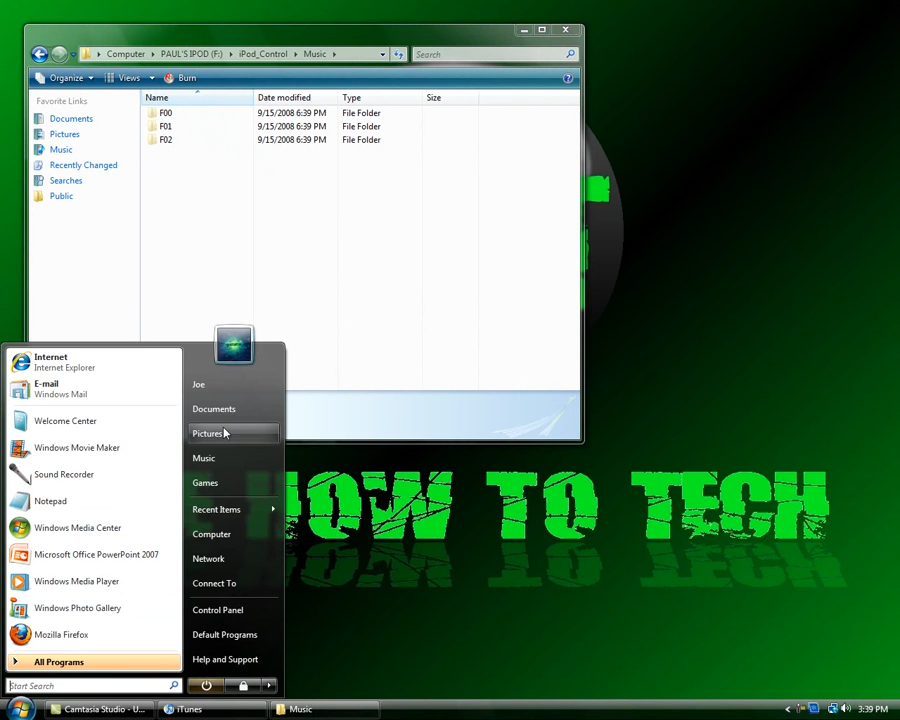 Computer PAUL'S IPOD (F:) iPod_Control Music
Search
Organize Views Burn
Favorite Links
Documents
Pictures
Music
Recently Changed
Searches
Public
Name Date modified Type Size
F00 9/15/2008 6:39 PM File Folder
F01 9/15/2008 6:39 PM File Folder
F02 9/15/2008 6:39 PM File Folder
Internet
Internet Explorer
E-mail
Windows Mail
Welcome Center
Windows Movie Maker
Sound Recorder
Notepad
Windows Media Center
Microsoft Office PowerPoint 2007
Windows Media Player
Windows Photo Gallery
Mozilla Firefox
All Programs
Start Search
Joe
Documents
Pictures
Music
Games
Recent Items
Computer
Network
Connect To
Control Panel
Default Programs
Help and Support
HOW TO TECH
Camtasia Studio - U...
iTunes
Music
3:39 PM